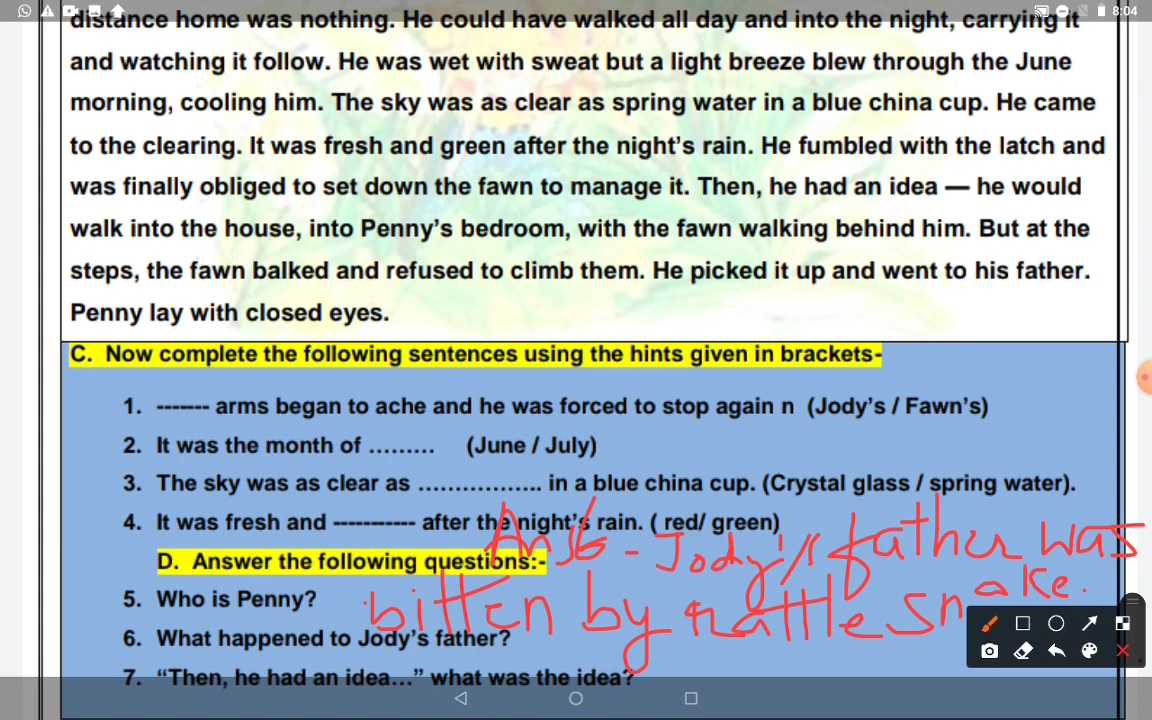 8:04
distance home was nothing. He could have walked all day and into the night, carrying it
and watching it follow. He was wet with sweat but a light breeze blew through the June
morning, cooling him. The sky was as clear as spring water in a blue china cup. He came
to the clearing. It was fresh and green after the night's rain. He fumbled with the latch and
was finally obliged to set down the fawn to manage it. Then, he had an idea — he would
walk into the house, into Penny's bedroom, with the fawn walking behind him. But at the
steps, the fawn balked and refused to climb them. He picked it up and went to his father.
Penny lay with closed eyes.
C. Now complete the following sentences using the hints given in brackets-
1. ------- arms began to ache and he was forced to stop again n (Jody's / Fawn's)
2. It was the month of ……… (June / July)
3. The sky was as clear as …………….. in a blue china cup. (Crystal glass / spring water).
4. It was fresh and ----------- after the night's rain. ( red/ green)
Ans6 - Jody's father was
D. Answer the following questions:-
bitten by rattle snake.
5. Who is Penny?
6. What happened to Jody's father?
7. “Then, he had an idea…” what was the idea?